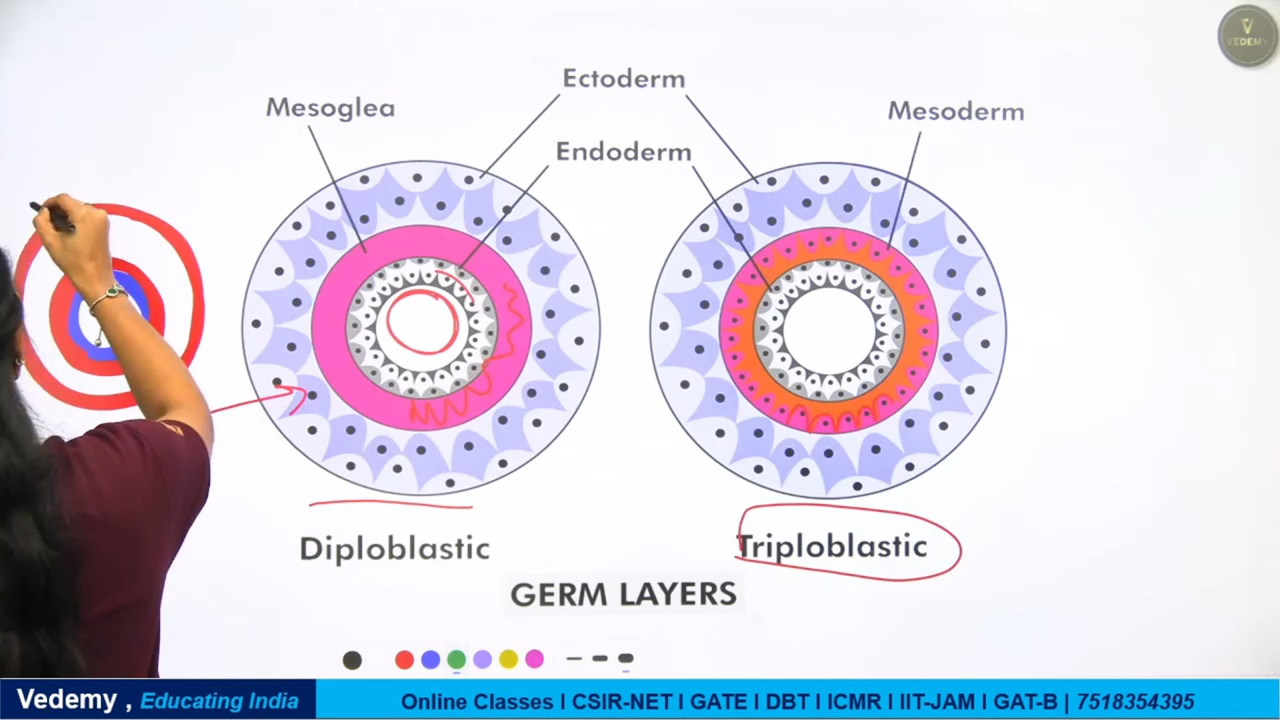 V
VEDEMY
Ectoderm
Mesoglea
Mesoderm
Endoderm
Diploblastic
Triploblastic
GERM LAYERS
Vedemy , Educating India
Online Classes I CSIR-NET I GATE I DBT I ICMR I IIT-JAM I GAT-B | 7518354395